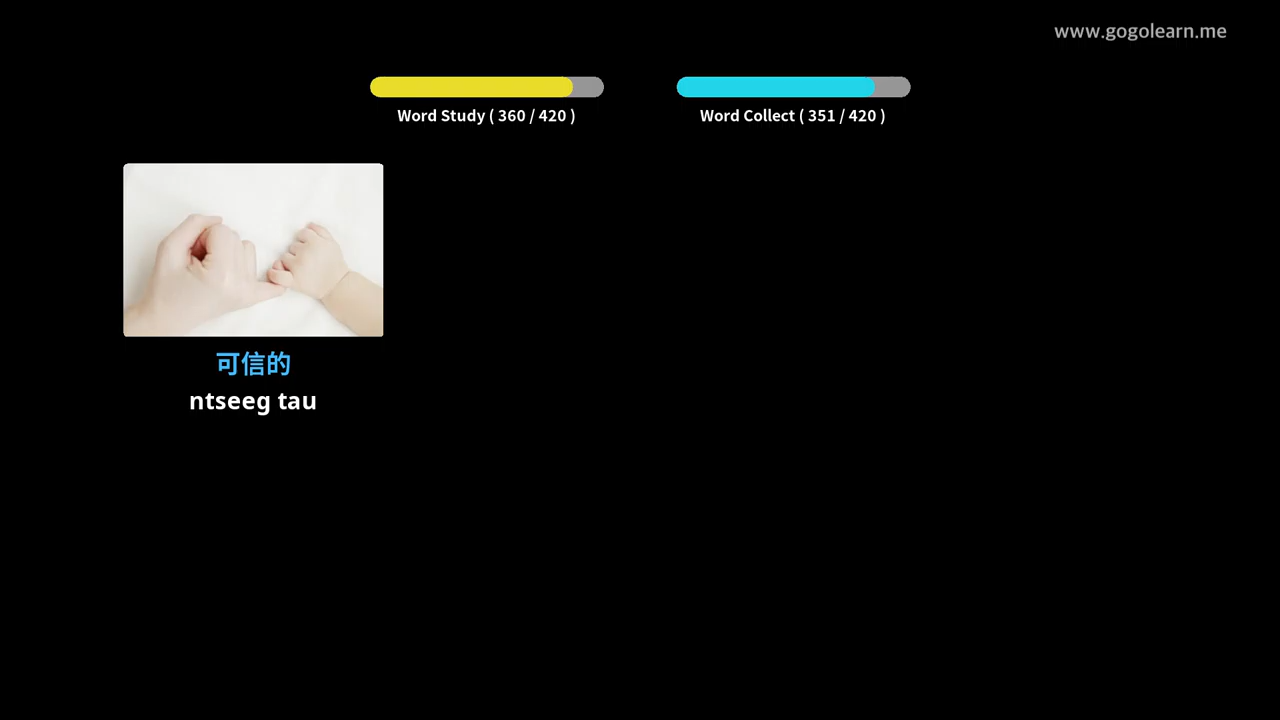 www.gogolearn.me
Word Study ( 360 / 420 )
Word Collect ( 351 / 420 )
可信的
ntseeg tau